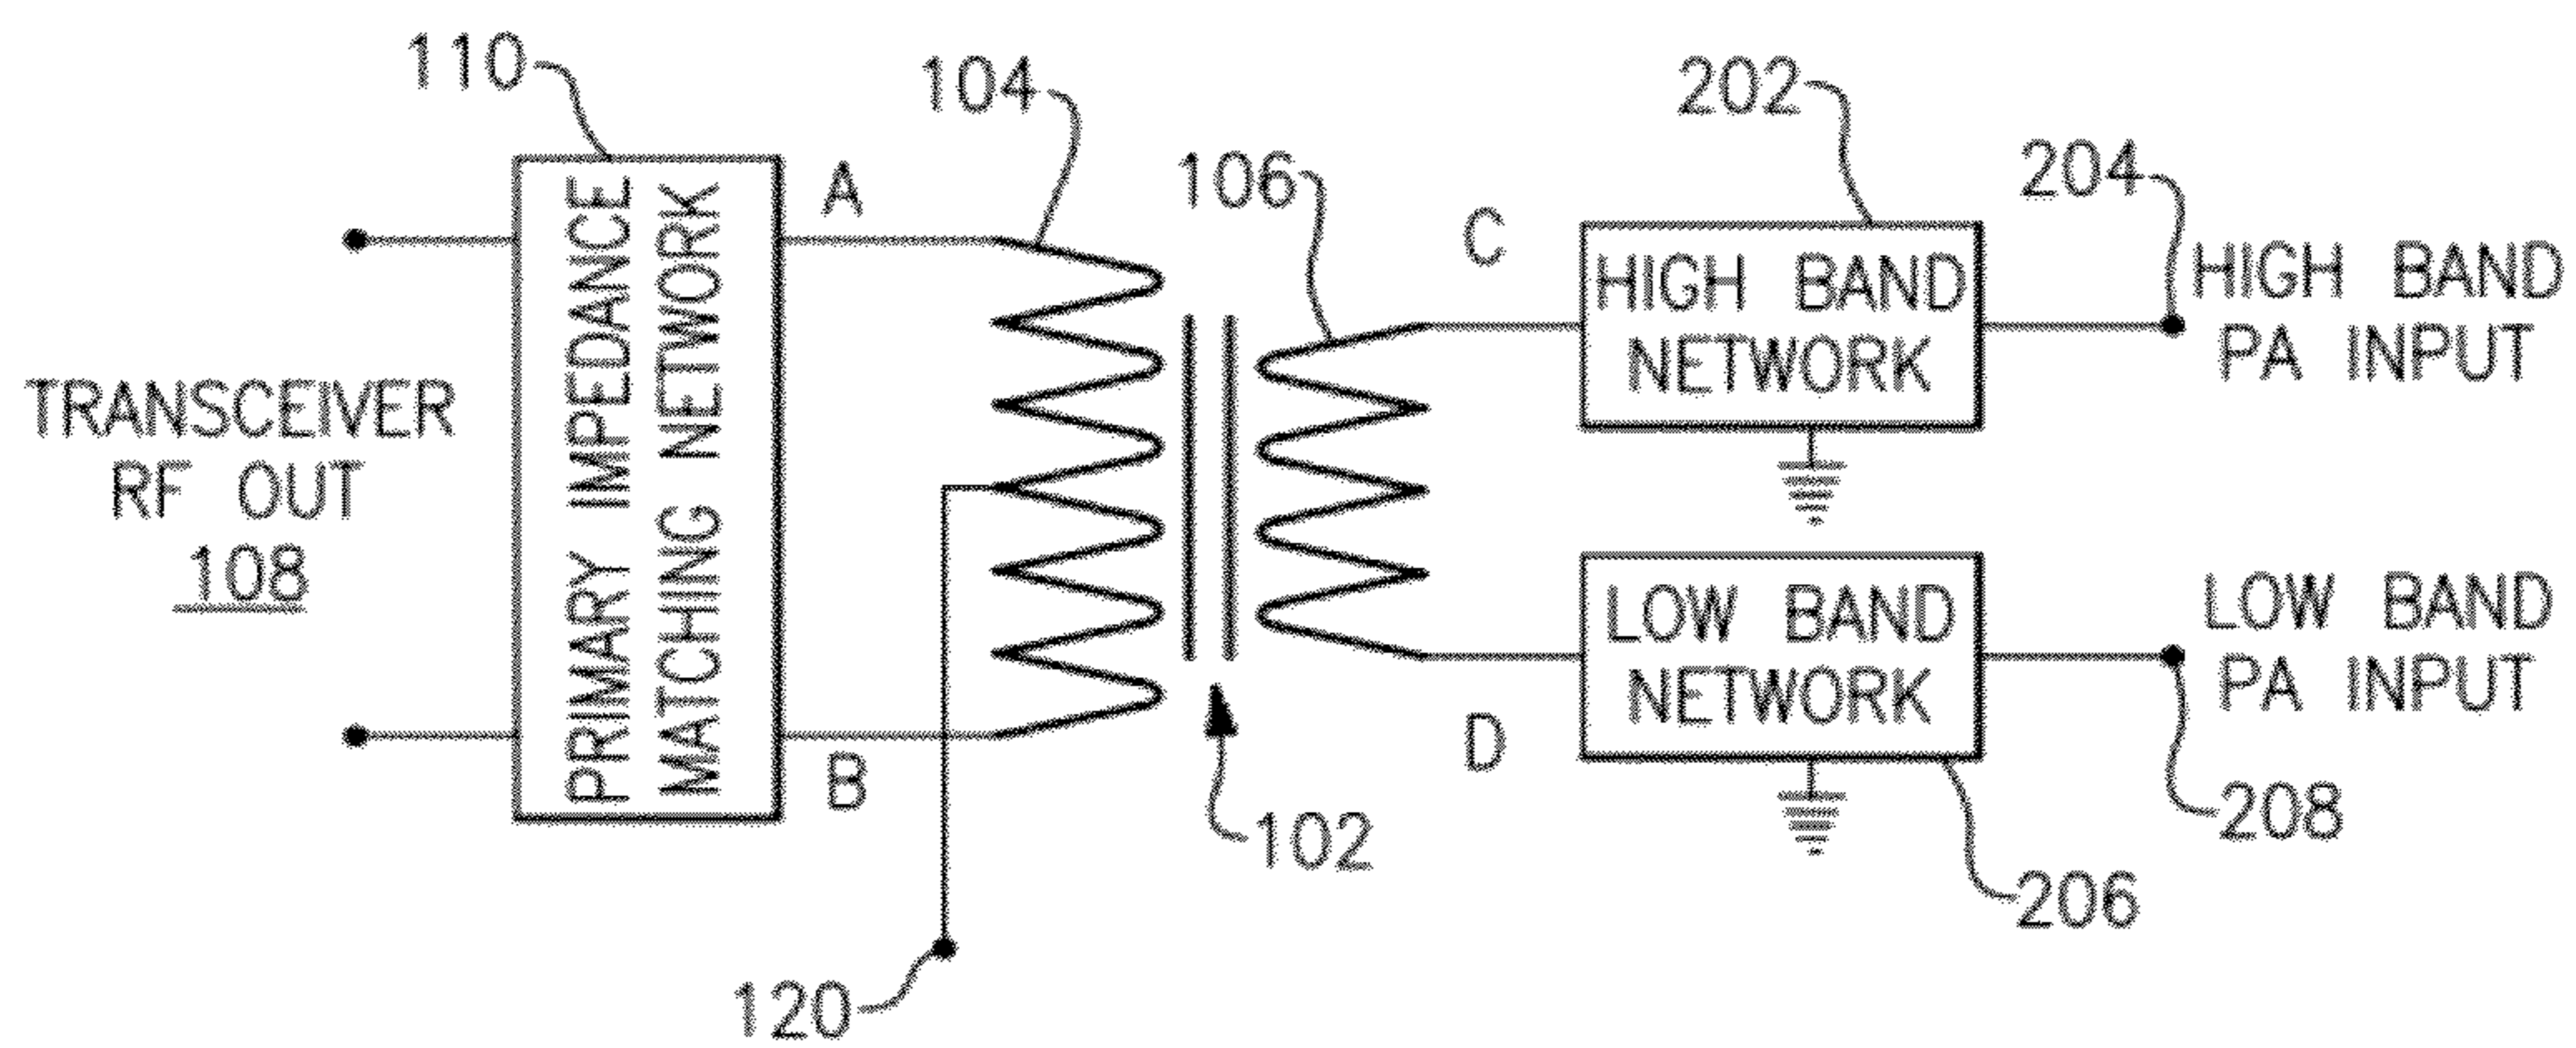 110
104
202
106
204
A
C
HIGH BAND
NETWORK
HIGH BAND
PA INPUT
PRIMARY IMPEDANCE
MATCHING NETWORK
TRANSCEIVER
RF OUT
108
LOW BAND
NETWORK
LOW BAND
PA INPUT
B
D
102
208
206
120